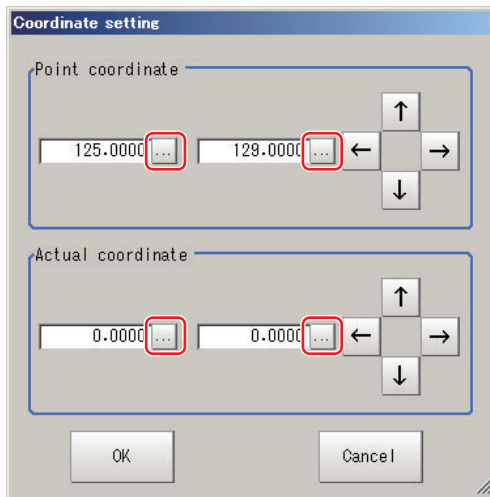 Coordinate setting
Point coordinate
↑
125.0000 ... 129.0000 ... ← →
↓
Actual coordinate
↑
0.0000 ... 0.0000 ... ← →
↓
OK Cancel